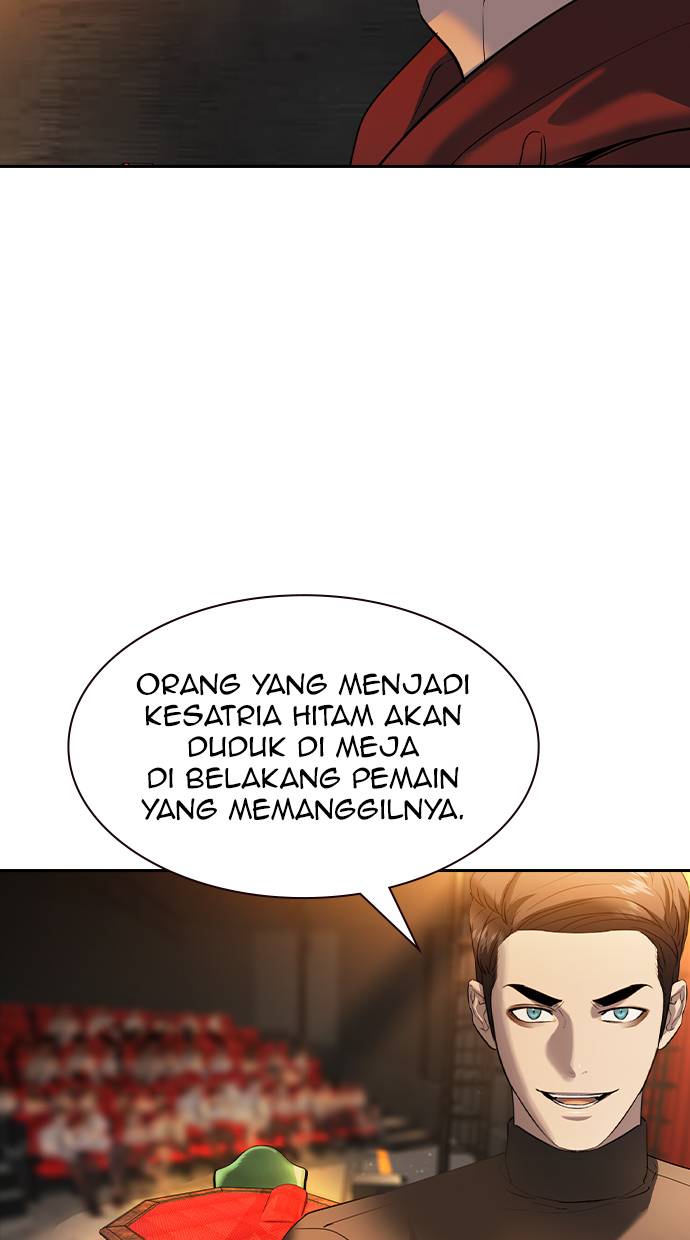 ORANG YANG MENJADI
KESATRIA HITAM AKAN
DUDUK DI MEJA
DI BELAKANG PEMAIN
YANG MEMANGGILNYA.